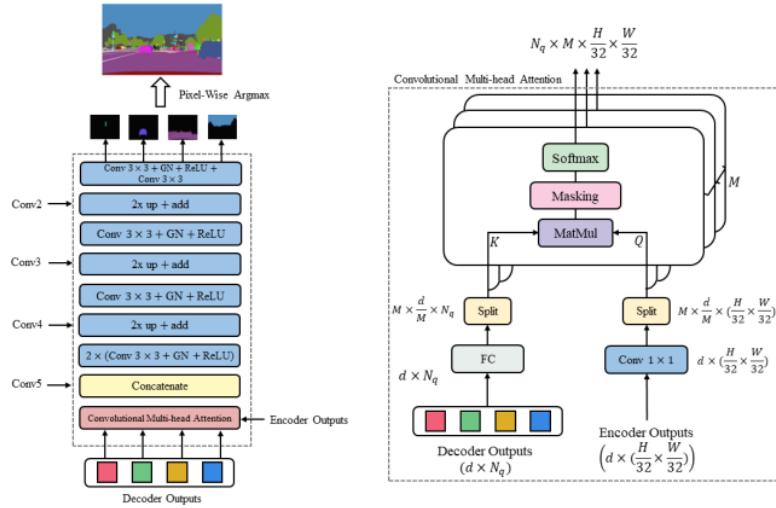 Pixel-Wise Argmax
Conv 3 × 3 + GN + ReLU +
Conv 3 × 3
Conv2
2x up + add
Conv 3 × 3 + GN + ReLU
Conv3
2x up + add
Conv 3 × 3 + GN + ReLU
Conv4
2x up + add
2 × (Conv 3 × 3 + GN + ReLU)
Conv5
Concatenate
Convolutional Multi-head Attention
Encoder Outputs
Decoder Outputs
N_q × M × H/32 × W/32
Convolutional Multi-head Attention
Softmax
Masking
MatMul
M
K
Q
M × d/M × N_q
Split
Split
M × d/M × (H/32 × W/32)
d × N_q
FC
Conv 1 × 1
d × (H/32 × W/32)
Decoder Outputs
(d × N_q)
Encoder Outputs
(d × (H/32 × W/32))